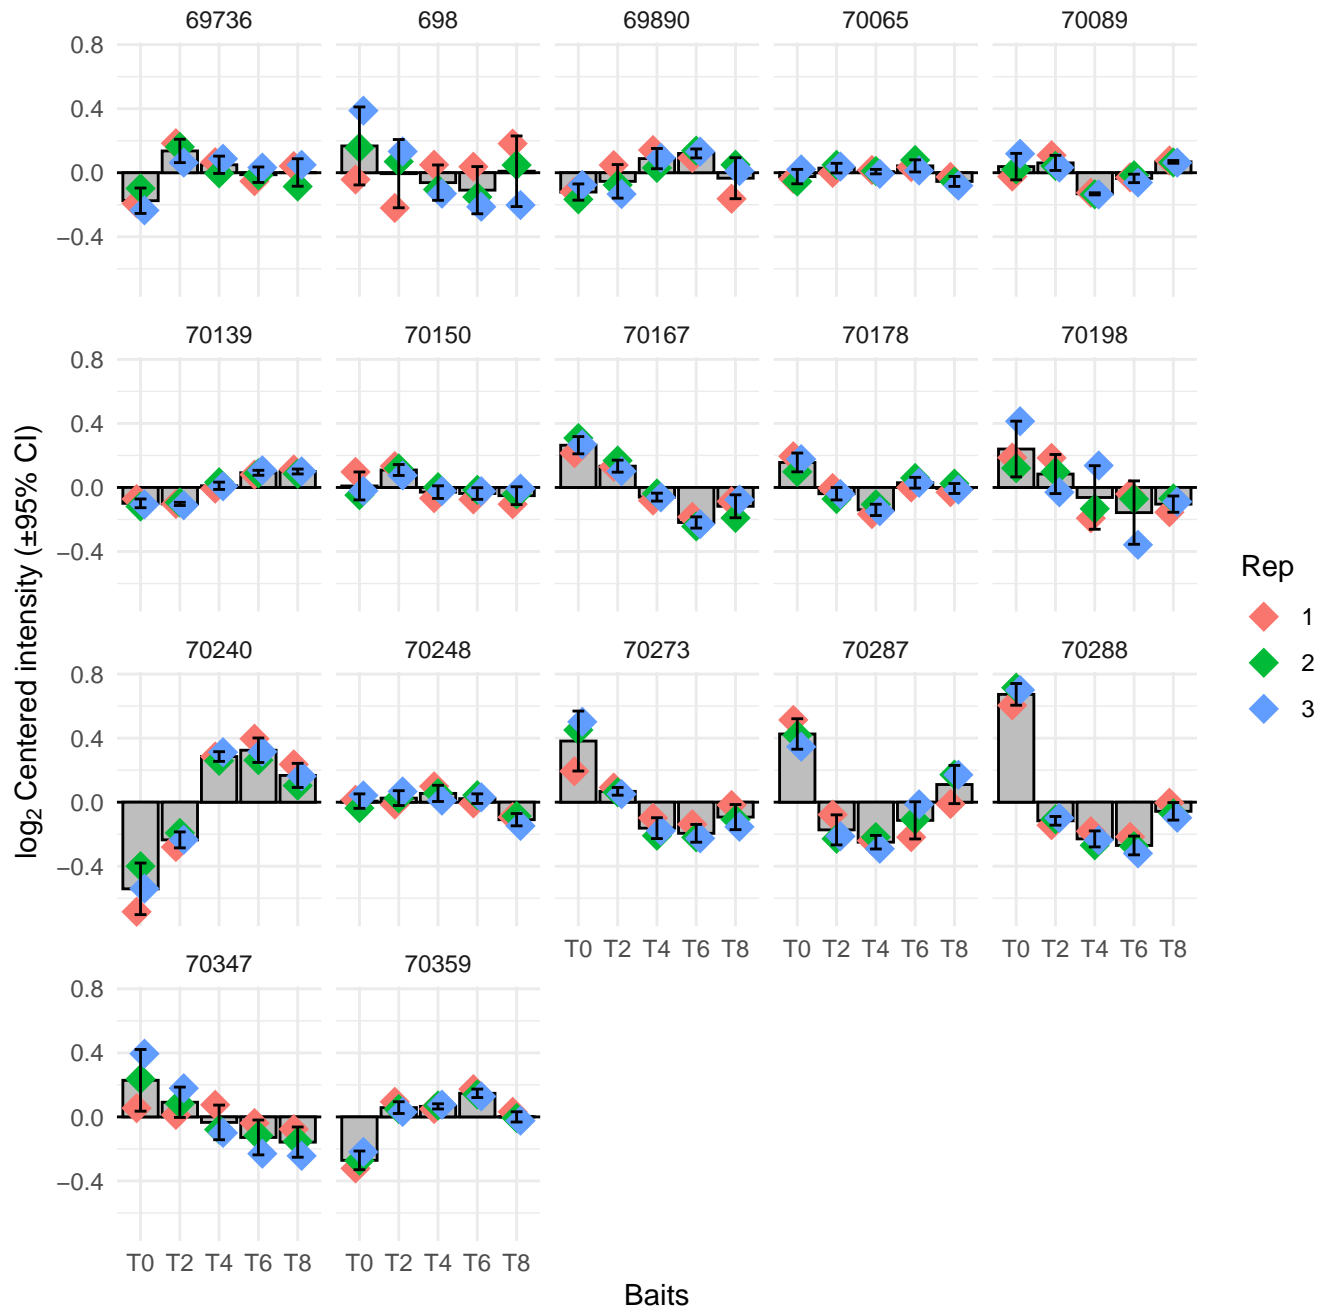 69736 698 69890 70065 70089
0.8
0.4
0.0
−0.4
70139 70150 70167 70178 70198
0.8
0.4
0.0
−0.4
70240 70248 70273 70287 70288
0.8
0.4
0.0
−0.4
T0 T2 T4 T6 T8 T0 T2 T4 T6 T8 T0 T2 T4 T6 T8
70347 70359
0.8
0.4
0.0
−0.4
T0 T2 T4 T6 T8 T0 T2 T4 T6 T8
Baits
log₂ Centered intensity (±95% CI)
Rep
1
2
3